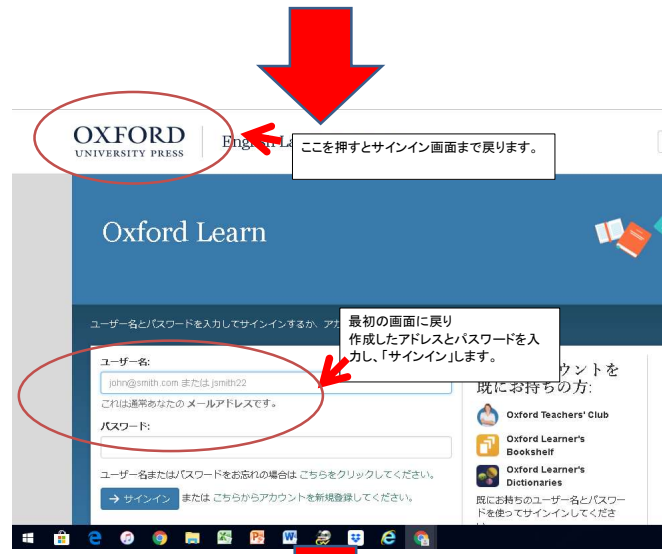 OXFORD
UNIVERSITY PRESS
English La
ここを押すとサインイン画面まで戻ります。
Oxford Learn
ユーザー名とパスワードを入力してサインインするか、
最初の画面に戻り
作成したアドレスとパスワードを入
力し、「サインイン」します。
ユーザー名:
john@smith.com または jsmith22
これは通常あなたの メールアドレスです。
パスワード:
ユーザー名またはパスワードをお忘れの場合は こちらをクリックしてください。
→ サインイン または こちらからアカウントを新規登録してください。
ウントを
既にお持ちの方:
Oxford Teachers' Club
Oxford Learner's
Bookshelf
Oxford Learner's
Dictionaries
既にお持ちのユーザー名とパスワー
ドを使ってサインインしてくださ